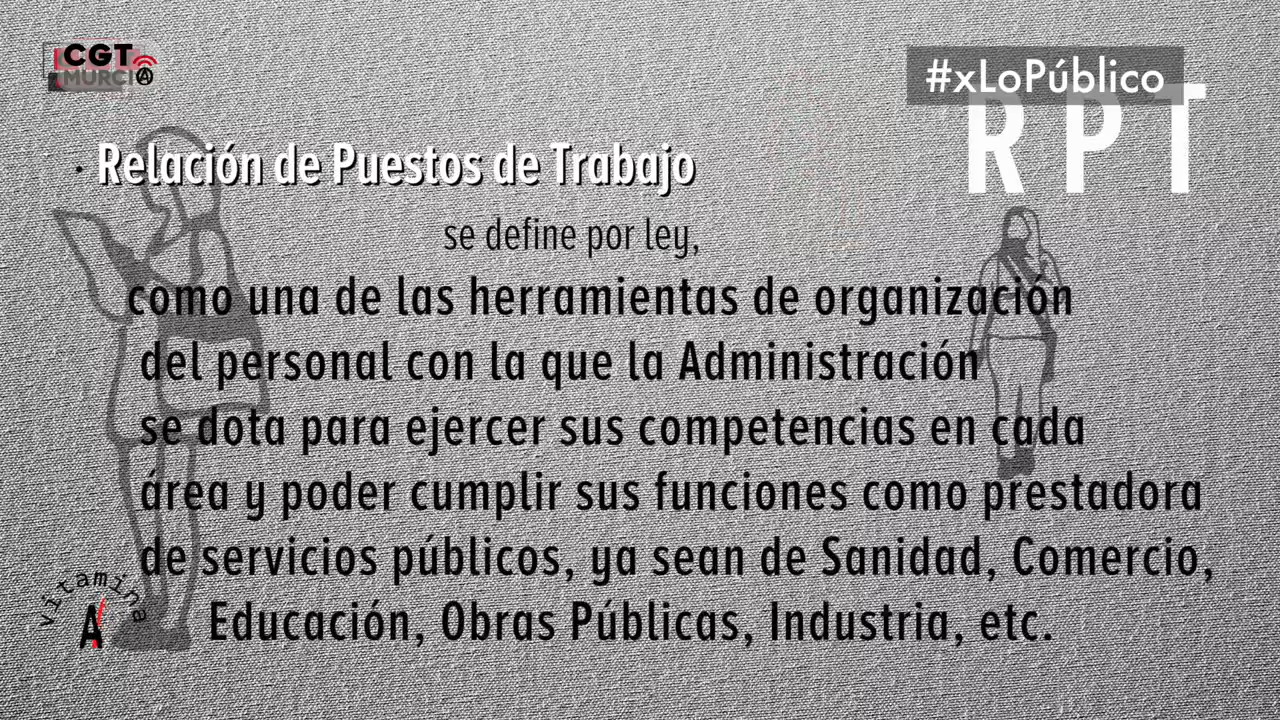 CGT
MURCIA
#xLoPúblico
RPT
· Relación de Puestos de Trabajo
se define por ley,
como una de las herramientas de organización
del personal con la que la Administración
se dota para ejercer sus competencias en cada
área y poder cumplir sus funciones como prestadora
de servicios públicos, ya sean de Sanidad, Comercio,
Educación, Obras Públicas, Industria, etc.
vitamina
A